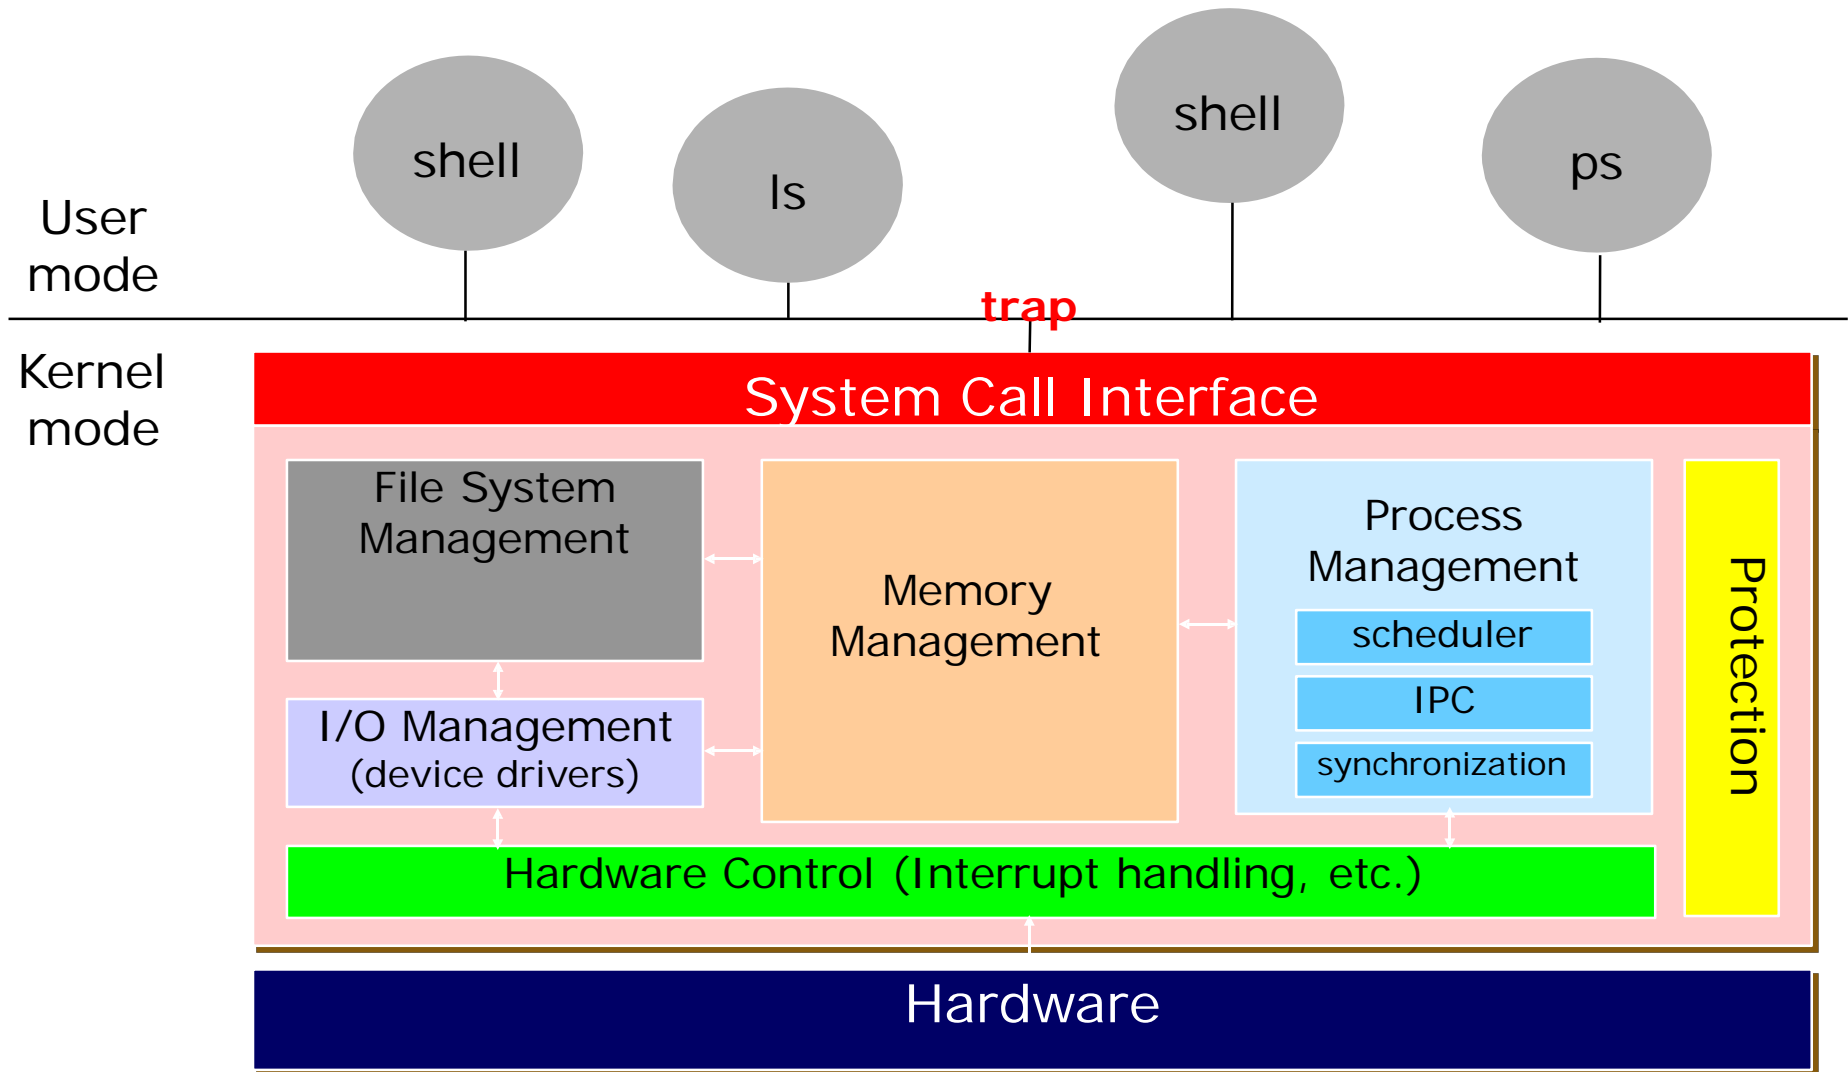 shell
ls
shell
ps
User
mode
trap
Kernel
mode
System Call Interface
File System
Management
Memory
Management
Process
Management
scheduler
IPC
synchronization
Protection
I/O Management
(device drivers)
Hardware Control (Interrupt handling, etc.)
Hardware